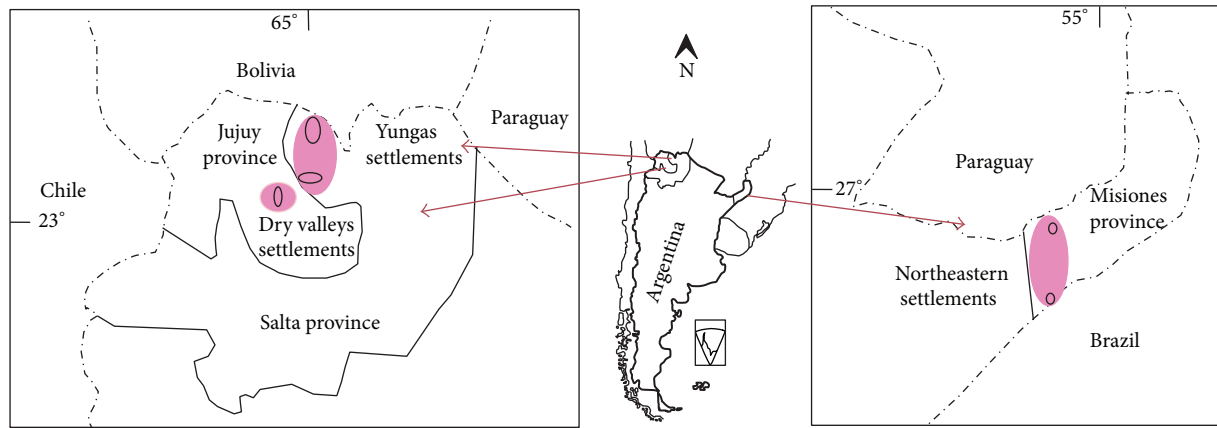 65°
Bolivia
Jujuy
province
Yungas
settlements
Paraguay
Chile
23°
Dry valleys
settlements
Salta province
N
Argentina
55°
Paraguay
27°
Misiones
province
Northeastern
settlements
Brazil